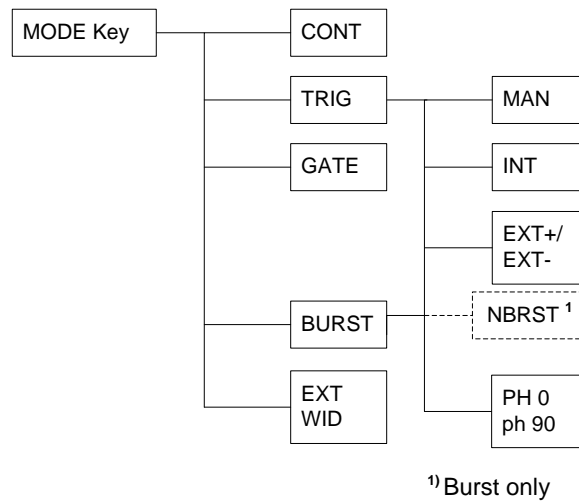 MODE Key
CONT
TRIG
MAN
GATE
INT
EXT+/
EXT-
BURST
NBRST ¹
EXT
WID
PH 0
ph 90
¹⁾ Burst only